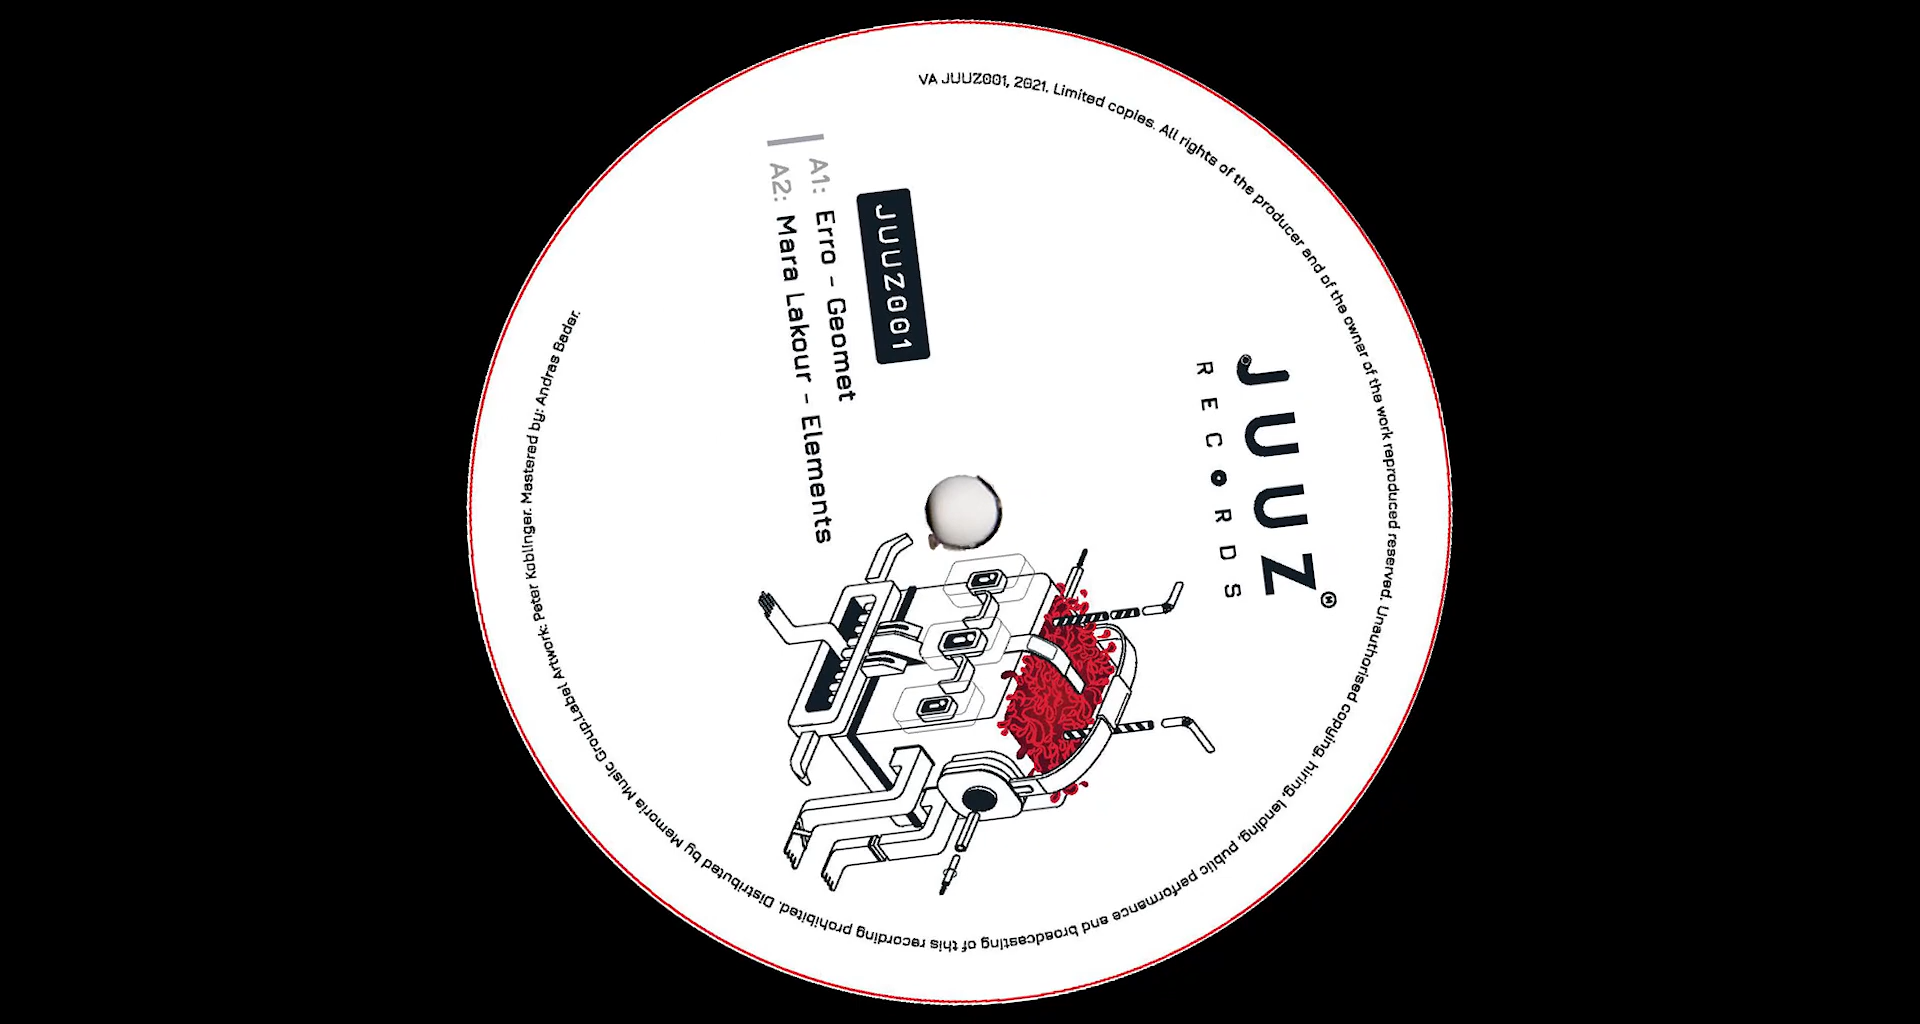 JUUZ
REC●RDS
JUUZ001
A1: Erro - Geomet
A2: Mara Lakour - Elements
VA JUUZ001, 2021. Limited copies. All rights of the producer and of the owner of the work reproduced reserved. Unauthorised copying, hiring, lending, public performance and broadcasting of this recording prohibited. Distributed by Memoria Music Group.Label Artwork: Peter Koblinger. Mastered by: Andras Bader.